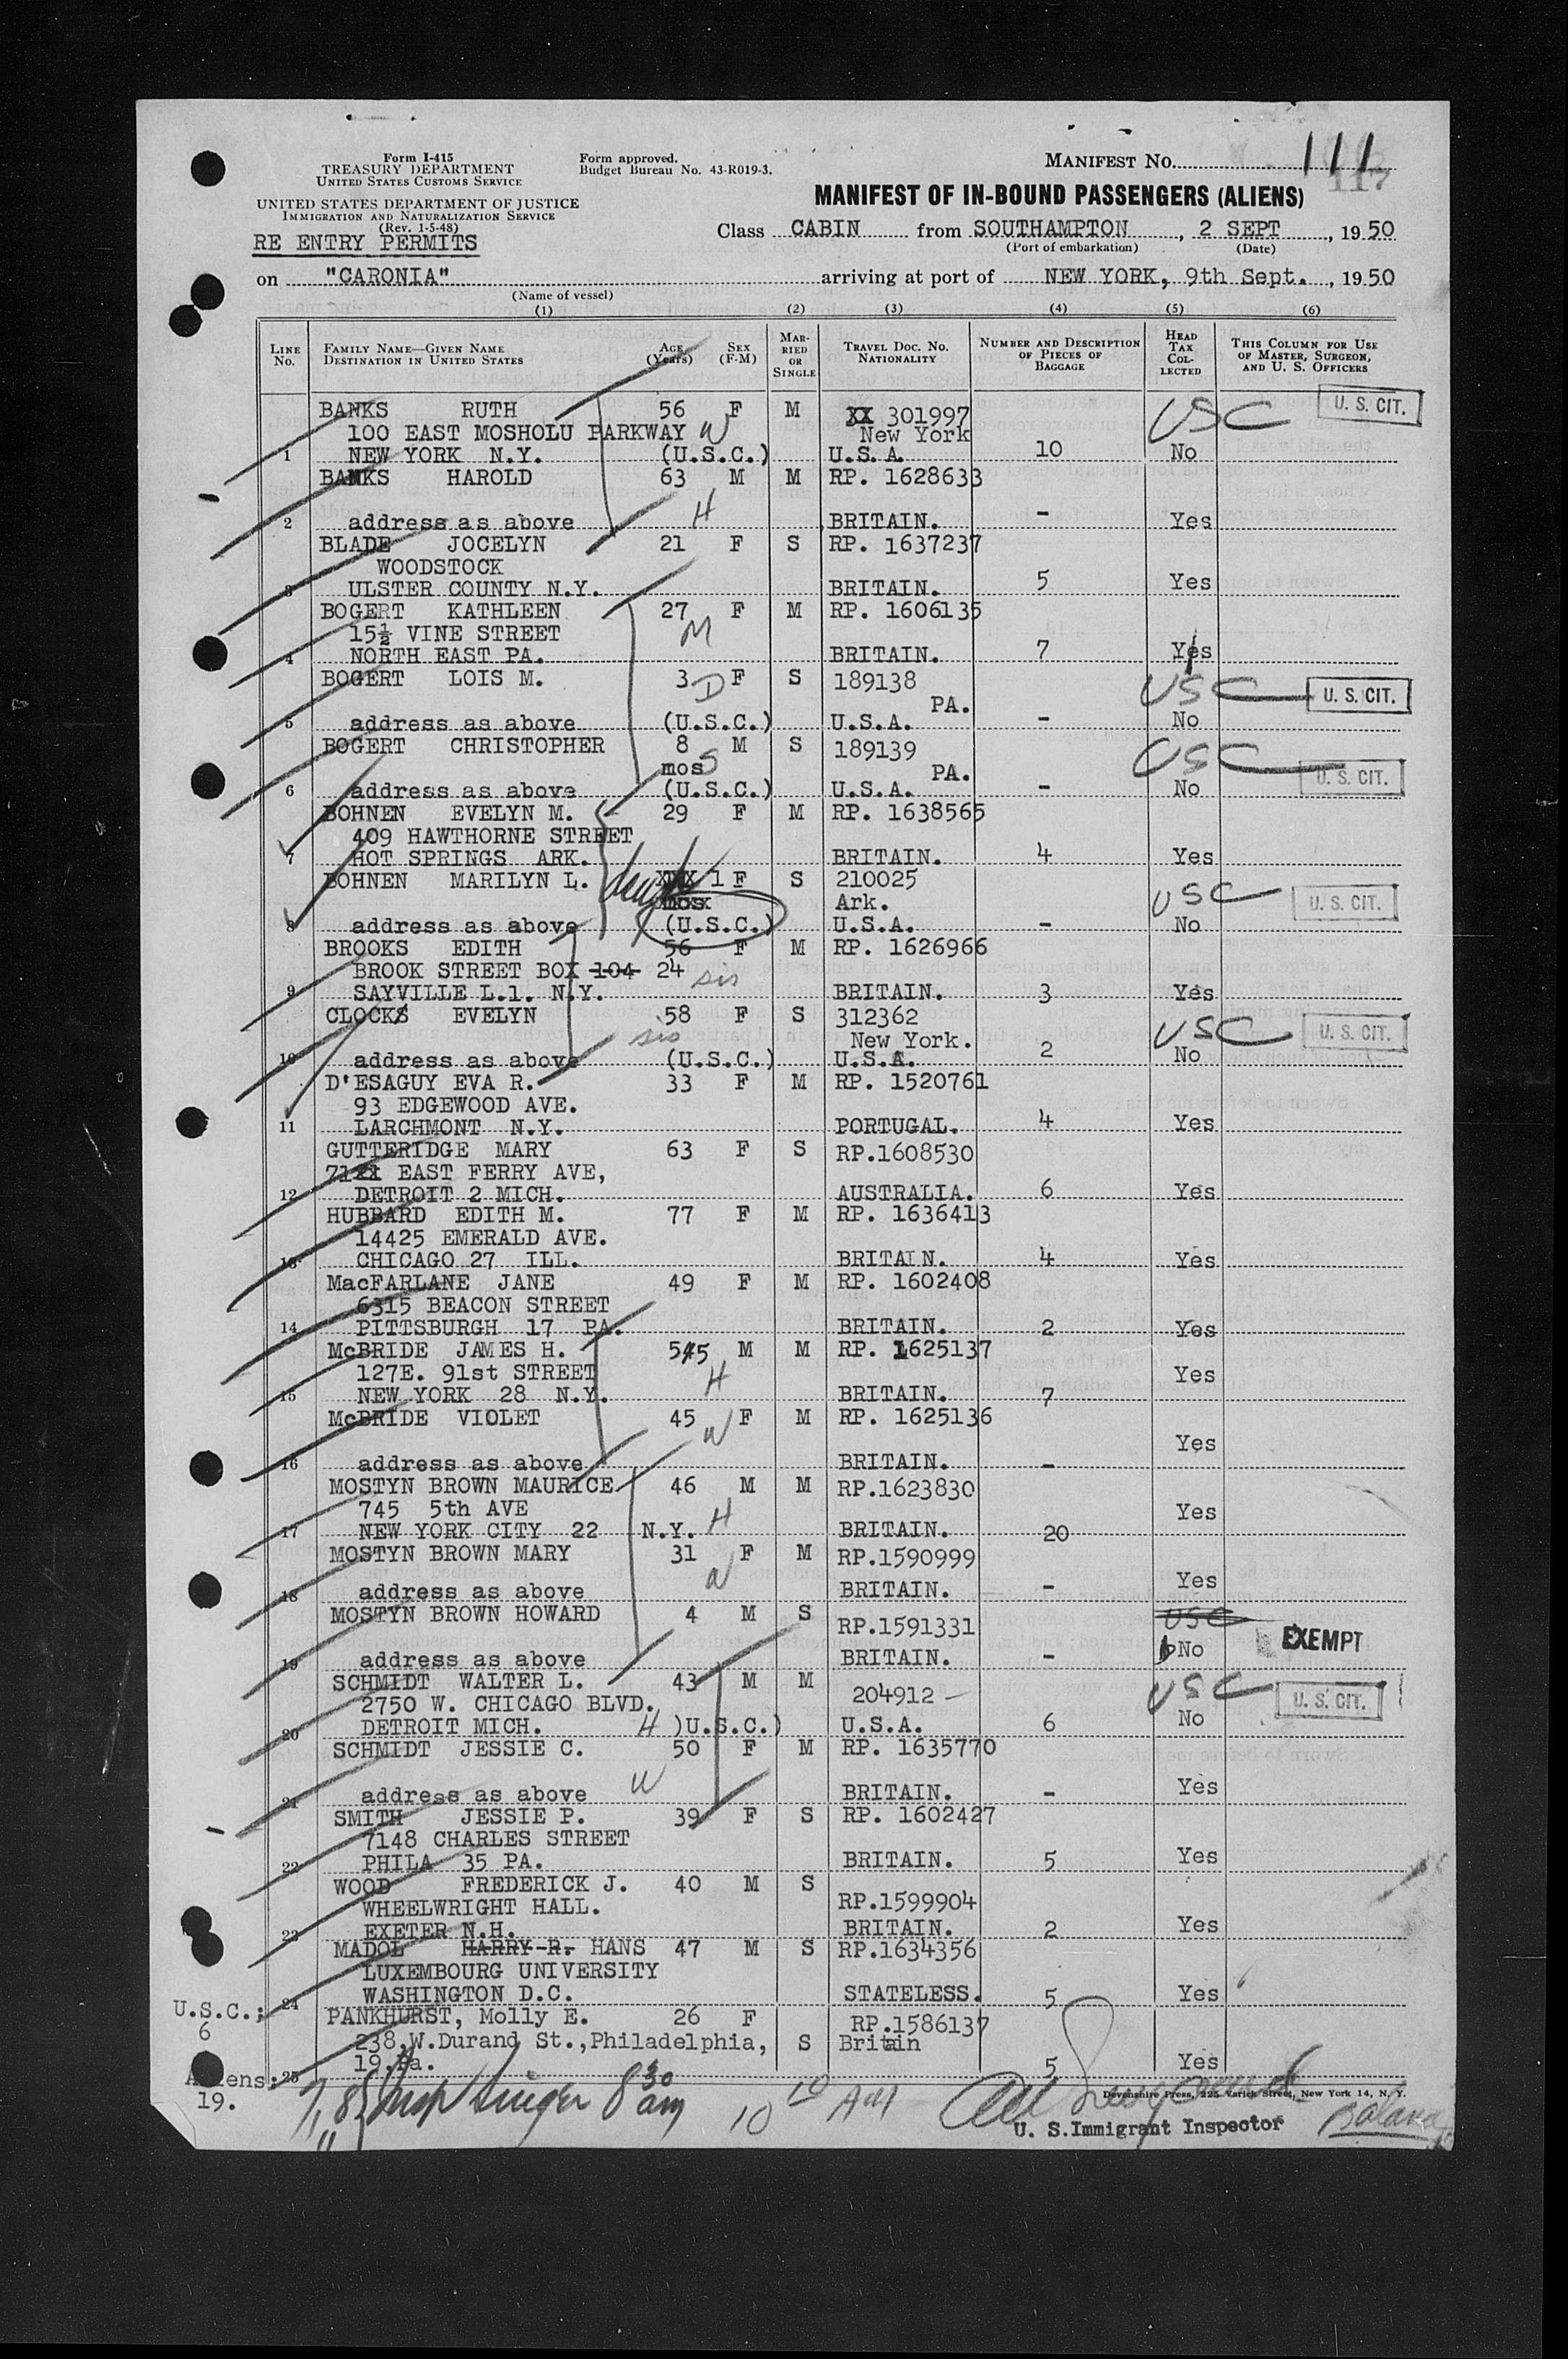 Form I-415
TREASURY DEPARTMENT
UNITED STATES CUSTOMS SERVICE
UNITED STATES DEPARTMENT OF JUSTICE
IMMIGRATION AND NATURALIZATION SERVICE
(Rev. 1-5-48)
RE ENTRY PERMITS
Form approved.
Budget Bureau No. 43-R019-3.
MANIFEST NO. 111
117
MANIFEST OF IN-BOUND PASSENGERS (ALIENS)
Class CABIN from SOUTHAMPTON, 2 SEPT, 1950
(Port of embarkation) (Date)
on "CARONIA" arriving at port of NEW YORK, 9th Sept., 1950
(Name of vessel)
(1) (2) (3) (4) (5) (6)
LINE NO. FAMILY NAME—GIVEN NAME DESTINATION IN UNITED STATES AGE (Years) SEX (F-M) MARRIED OR SINGLE TRAVEL DOC. NO. NATIONALITY NUMBER AND DESCRIPTION OF PIECES OF BAGGAGE HEAD TAX COLLECTED THIS COLUMN FOR USE OF MASTER, SURGEON, AND U. S. OFFICERS
BANKS RUTH 56 F M XX 301997 USC U. S. CIT.
100 EAST MOSHOLU PARKWAY W New York
1 NEW YORK N.Y. (U.S.C.) U.S.A. 10 No
BANKS HAROLD 63 M M RP. 1628633
H
2 address as above BRITAIN. - Yes
BLADE JOCELYN 21 F S RP. 1637237
WOODSTOCK
3 ULSTER COUNTY N.Y. BRITAIN. 5 Yes
BOGERT KATHLEEN 27 F M RP. 1606135
15½ VINE STREET M
4 NORTH EAST PA. BRITAIN. 7 Yes
BOGERT LOIS M. 3 D F S 189138 USC U. S. CIT.
PA.
5 address as above (U.S.C.) U.S.A. - No
BOGERT CHRISTOPHER 8 M S 189139 USC
mos S PA. U. S. CIT.
6 address as above (U.S.C.) U.S.A. - No
BOHNEN EVELYN M. 29 F M RP. 1638565
409 HAWTHORNE STREET
7 HOT SPRINGS ARK. BRITAIN. 4 Yes
BOHNEN MARILYN L. XXX 1 F S 210025
mosx Ark. USC U. S. CIT.
8 address as above (U.S.C.) U.S.A. - No
BROOKS EDITH 56 F M RP. 1626966
BROOK STREET BOX 104 24 sis
9 SAYVILLE L.1. N.Y. BRITAIN. 3 Yes
CLOCKS EVELYN 58 F S 312362 USC U. S. CIT.
sis New York.
10 address as above (U.S.C.) U.S.A. 2 No
D'ESAGUY EVA R. 33 F M RP. 1520761
93 EDGEWOOD AVE.
11 LARCHMONT N.Y. PORTUGAL. 4 Yes
GUTTERIDGE MARY 63 F S RP.1608530
71xx EAST FERRY AVE,
12 DETROIT 2 MICH. AUSTRALIA. 6 Yes
HUBBARD EDITH M. 77 F M RP. 1636413
14425 EMERALD AVE.
13 CHICAGO 27 ILL. BRITAIN. 4 Yes
MacFARLANE JANE 49 F M RP. 1602408
6315 BEACON STREET
14 PITTSBURGH 17 PA. BRITAIN. 2 Yes
McBRIDE JAMES H. 545 M M RP. 1625137
127E. 91st STREET H Yes
15 NEW YORK 28 N.Y. BRITAIN. 7
McBRIDE VIOLET 45 F M RP. 1625136
W Yes
16 address as above BRITAIN. -
MOSTYN BROWN MAURICE 46 M M RP.1623830
745 5th AVE Yes
17 NEW YORK CITY 22 N.Y. H BRITAIN. 20
MOSTYN BROWN MARY 31 F M RP.1590999
W Yes
18 address as above BRITAIN. -
MOSTYN BROWN HOWARD 4 M S RP.1591331 USC
No EXEMPT
19 address as above BRITAIN. -
SCHMIDT WALTER L. 43 M M 204912 USC U. S. CIT.
2750 W. CHICAGO BLVD.
20 DETROIT MICH. H )U.S.C.) U.S.A. 6 No
SCHMIDT JESSIE C. 50 F M RP. 1635770
W Yes
21 address as above BRITAIN. -
SMITH JESSIE P. 39 F S RP. 1602427
7148 CHARLES STREET
22 PHILA 35 PA. BRITAIN. 5 Yes
WOOD FREDERICK J. 40 M S RP.1599904
WHEELWRIGHT HALL.
23 EXETER N.H. BRITAIN. 2 Yes
MADOL HARRY R. HANS 47 M S RP.1634356
LUXEMBOURG UNIVERSITY
24 WASHINGTON D.C. STATELESS. 5 Yes
U.S.C.;
6
PANKHURST, Molly E. 26 F RP.1586137
238,W.Durand St.,Philadelphia, S Britain
25 19.Pa. 5 Yes
Aliens:
19.
7, 8, Singer 8 30 am
10
Devonshire Press, 225 Varick Street, New York 14, N. Y.
U. S. Immigrant Inspector